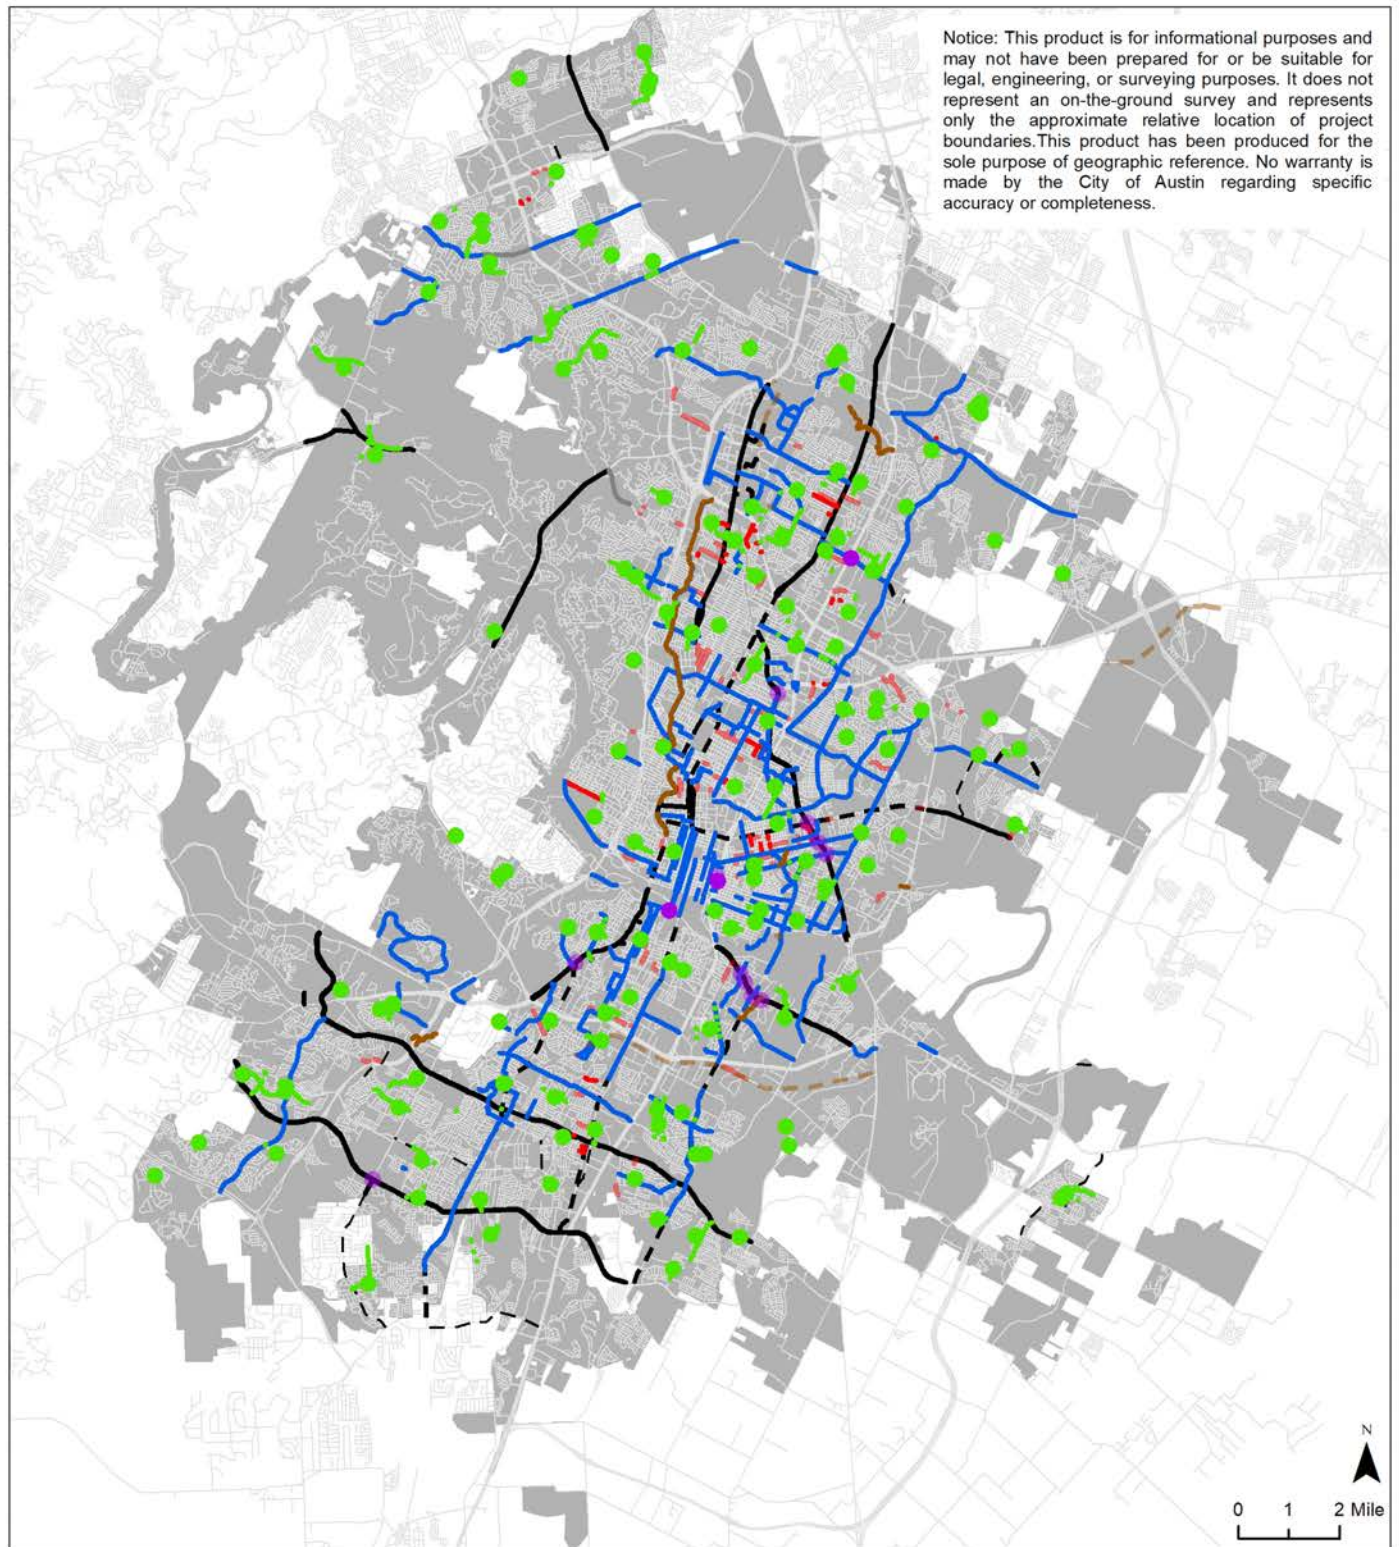 Notice: This product is for informational purposes and
may not have been prepared for or be suitable for
legal, engineering, or surveying purposes. It does not
represent an on-the-ground survey and represents
only the approximate relative location of project
boundaries.This product has been produced for the
sole purpose of geographic reference. No warranty is
made by the City of Austin regarding specific
accuracy or completeness.
N
0 1 2 Mile